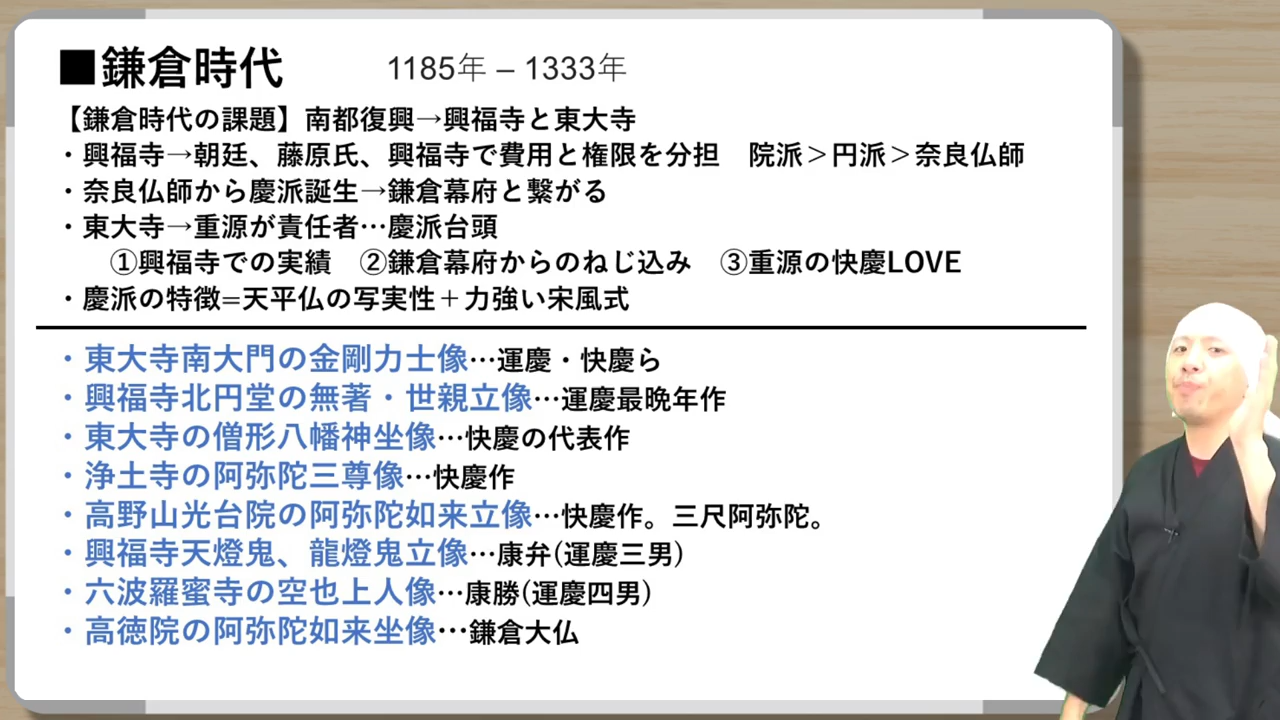 ■鎌倉時代　1185年 – 1333年
【鎌倉時代の課題】南都復興→興福寺と東大寺
・興福寺→朝廷、藤原氏、興福寺で費用と権限を分担　院派＞円派＞奈良仏師
・奈良仏師から慶派誕生→鎌倉幕府と繋がる
・東大寺→重源が責任者…慶派台頭
①興福寺での実績　②鎌倉幕府からのねじ込み　③重源の快慶LOVE
・慶派の特徴=天平仏の写実性＋力強い宋風式
・東大寺南大門の金剛力士像…運慶・快慶ら
・興福寺北円堂の無著・世親立像…運慶最晩年作
・東大寺の僧形八幡神坐像…快慶の代表作
・浄土寺の阿弥陀三尊像…快慶作
・高野山光台院の阿弥陀如来立像…快慶作。三尺阿弥陀。
・興福寺天燈鬼、龍燈鬼立像…康弁(運慶三男)
・六波羅蜜寺の空也上人像…康勝(運慶四男)
・高徳院の阿弥陀如来坐像…鎌倉大仏